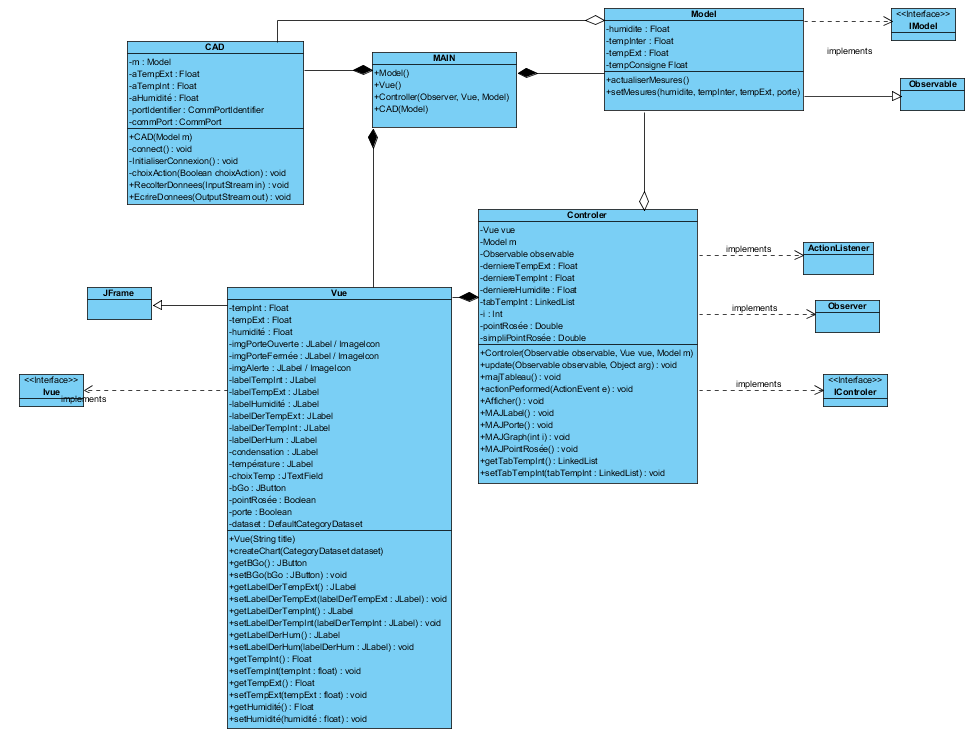 CAD
-m : Model
-aTempExt : Float
-aTempInt : Float
-aHumidité : Float
-portIdentifier : CommPortIdentifier
-commPort : CommPort
+CAD(Model m)
-connect() : void
-InitialiserConnexion() : void
-choixAction(Boolean choixAction) : void
+RecolterDonnees(InputStream in) : void
+EcrireDonnees(OutputStream out) : void
MAIN
+Model()
+Vue()
+Controller(Observer, Vue, Model)
+CAD(Model)
Model
-humidite : Float
-tempInter : Float
-tempExt : Float
-tempConsigne Float
+actualiserMesures()
+setMesures(humidite, tempInter, tempExt, porte)
<<Interface>>
IModel
implements
Observable
Controler
-Vue vue
-Model m
-Observable observable
-derniereTempExt : Float
-derniereTempInt : Float
-derniereHumidite : Float
-tabTempInt : LinkedList
-i : Int
-pointRosée : Double
-simpliPointRosée : Double
+Controler(Observable observable, Vue vue, Model m)
+update(Observable observable, Object arg) : void
+majTableau() : void
+actionPerformed(ActionEvent e) : void
+Afficher() : void
+MAJLabel() : void
+MAJPorte() : void
+MAJGraph(int i) : void
+MAJPointRosée() : void
+getTabTempInt() : LinkedList
+setTabTempInt(tabTempInt : LinkedList) : void
implements
ActionListener
implements
Observer
implements
<<Interface>>
IControler
JFrame
<<Interface>>
Ivue
implements
Vue
-tempInt : Float
-tempExt : Float
-humidité : Float
-imgPorteOuverte : JLabel / ImageIcon
-imgPorteFermée : JLabel / ImageIcon
-imgAlerte : JLabel / ImageIcon
-labelTempInt : JLabel
-labelTempExt : JLabel
-labelHumidité : JLabel
-labelDerTempExt : JLabel
-labelDerTempInt : JLabel
-labelDerHum : JLabel
-condensation : JLabel
-température : JLabel
-choixTemp : JTextField
-bGo : JButton
-pointRosée : Boolean
-porte : Boolean
-dataset : DefaultCategoryDataset
+Vue(String title)
+createChart(CategoryDataset dataset)
+getBGo() : JButton
+setBGo(bGo : JButton) : void
+getLabelDerTempExt() : JLabel
+setLabelDerTempExt(labelDerTempExt : JLabel) : void
+getLabelDerTempInt() : JLabel
+setLabelDerTempInt(labelDerTempInt : JLabel) : void
+getLabelDerHum() : JLabel
+setLabelDerHum(labelDerHum : JLabel) : void
+getTempInt() : Float
+setTempInt(tempInt : float) : void
+getTempExt() : Float
+setTempExt(tempExt : float) : void
+getHumidité() : Float
+setHumidité(humidité : float) : void